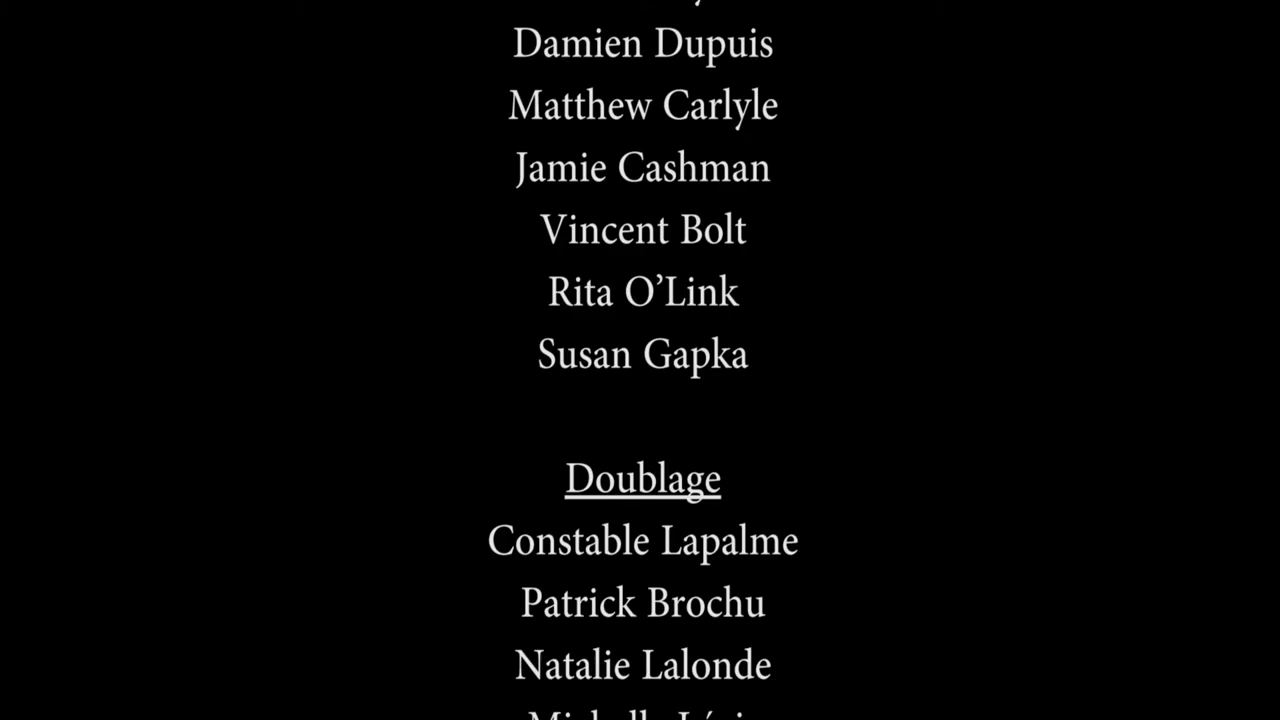 Damien Dupuis
Matthew Carlyle
Jamie Cashman
Vincent Bolt
Rita O’Link
Susan Gapka
Doublage
Constable Lapalme
Patrick Brochu
Natalie Lalonde